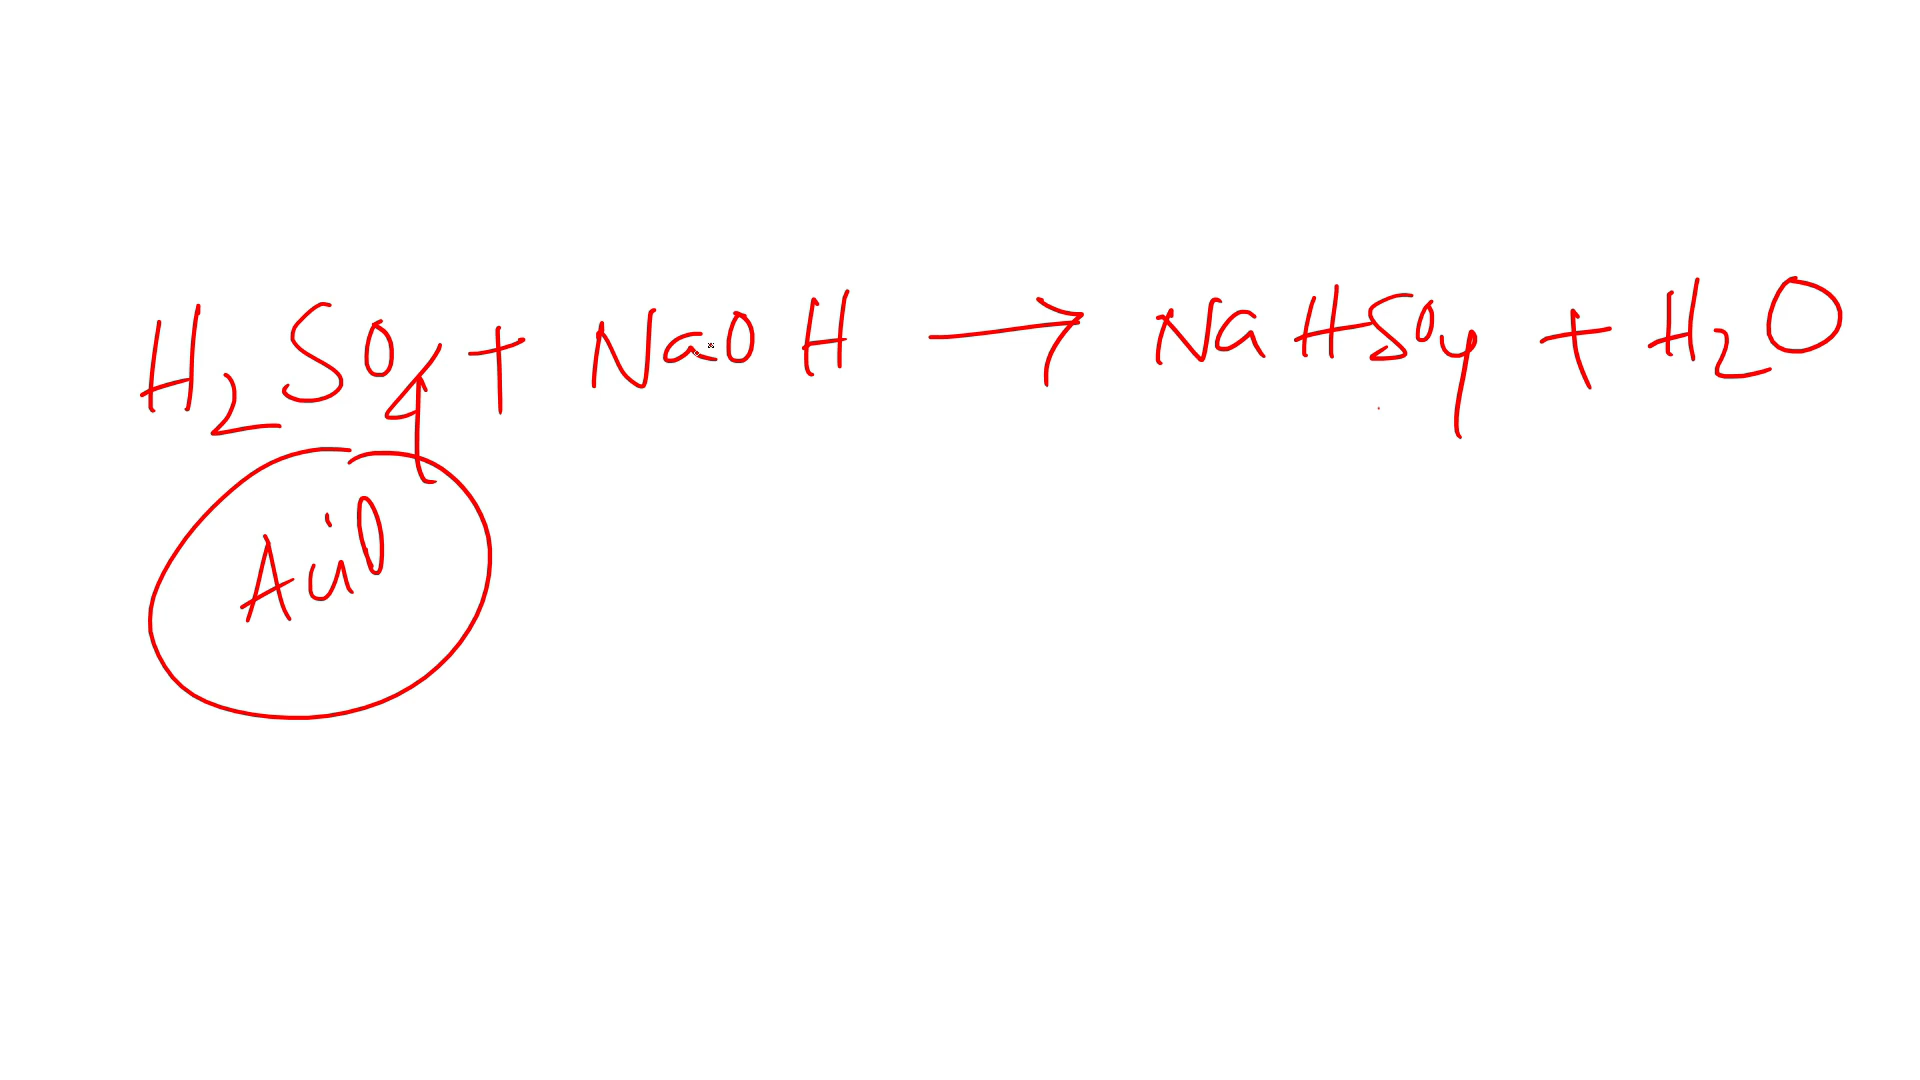 H₂SO₄ + NaOH → NaHSO₄ + H₂O
Acid